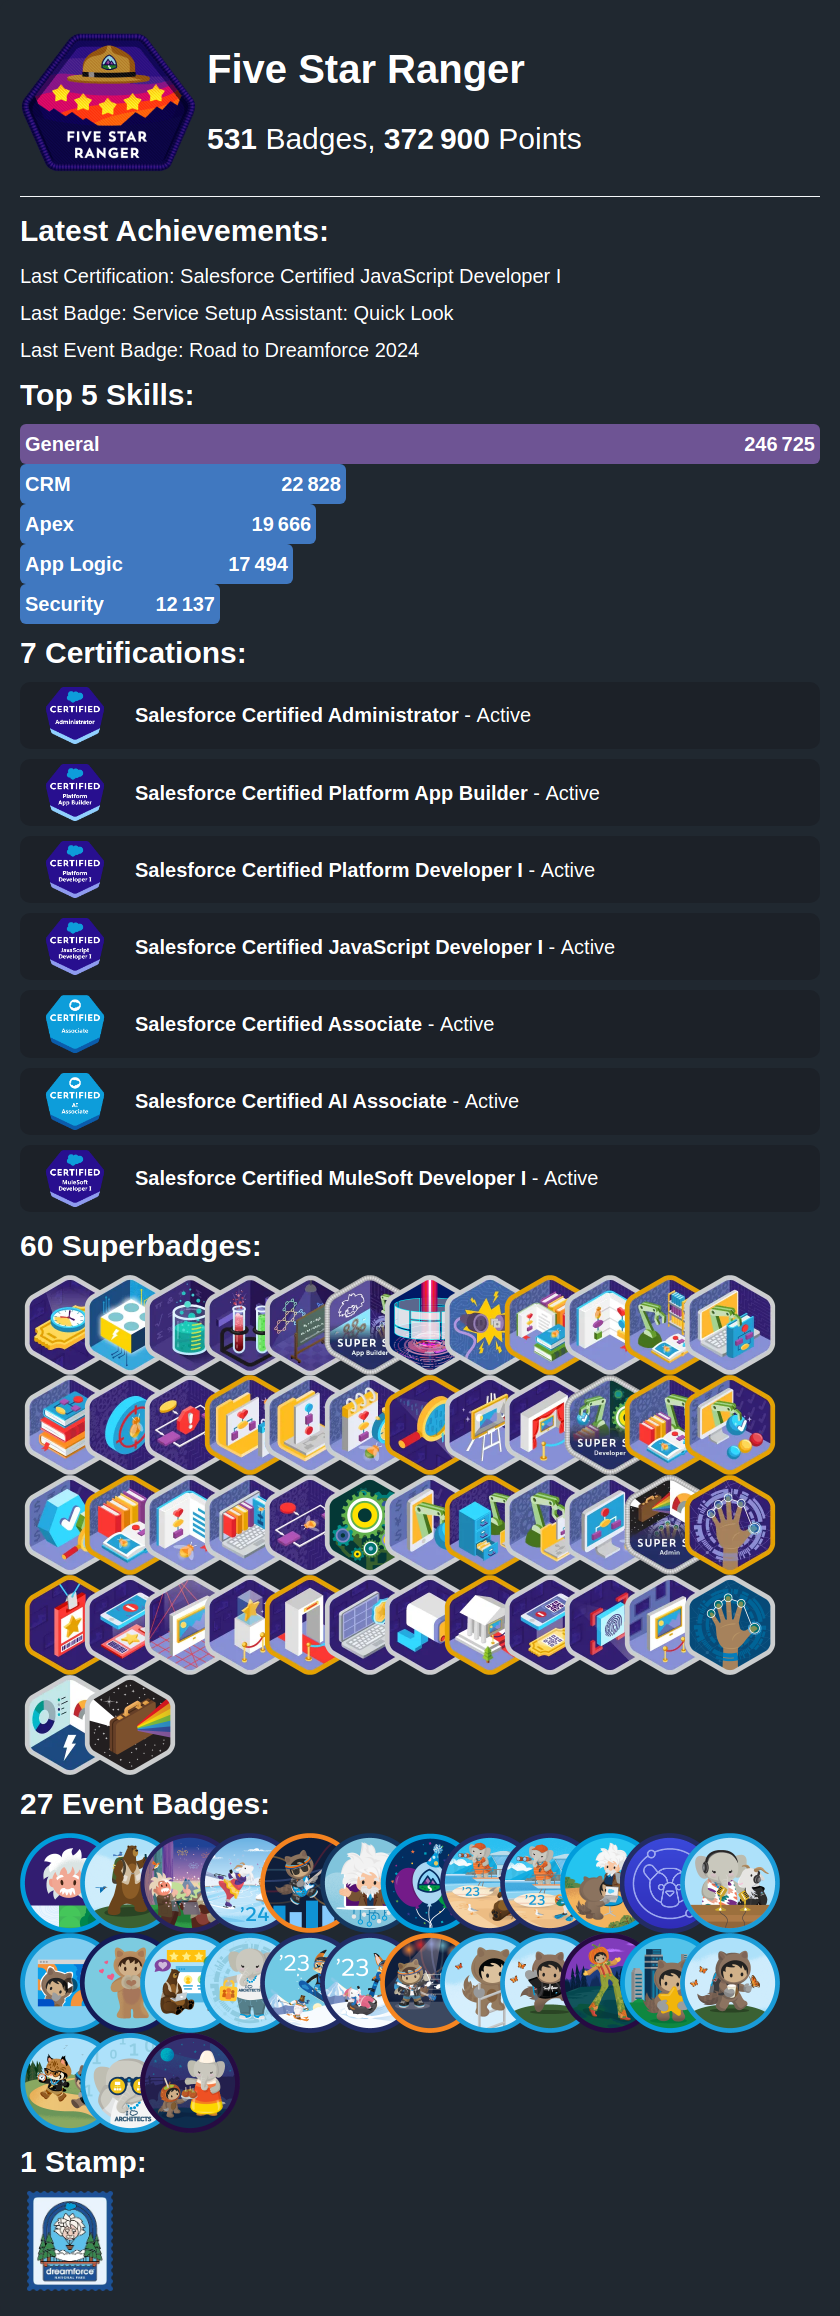 FIVE STAR
RANGER
Five Star Ranger
531 Badges, 372 900 Points
Latest Achievements:
Last Certification: Salesforce Certified JavaScript Developer I
Last Badge: Service Setup Assistant: Quick Look
Last Event Badge: Road to Dreamforce 2024
Top 5 Skills:
General 246 725
CRM 22 828
Apex 19 666
App Logic 17 494
Security 12 137
7 Certifications:
CERTIFIED
Administrator
Salesforce Certified Administrator - Active
CERTIFIED
Platform
App Builder
Salesforce Certified Platform App Builder - Active
CERTIFIED
Platform
Developer I
Salesforce Certified Platform Developer I - Active
CERTIFIED
JavaScript
Developer I
Salesforce Certified JavaScript Developer I - Active
CERTIFIED
Associate
Salesforce Certified Associate - Active
CERTIFIED
AI
Associate
Salesforce Certified AI Associate - Active
CERTIFIED
MuleSoft
Developer I
Salesforce Certified MuleSoft Developer I - Active
60 Superbadges:
SUPER S
App Builder
SUPER S
Developer
SUPER S
Admin
27 Event Badges:
'24
'23
'23
'23
'23
ARCHITECTS
ARCHITECTS
1 Stamp:
dreamforce
NATIONAL PARK